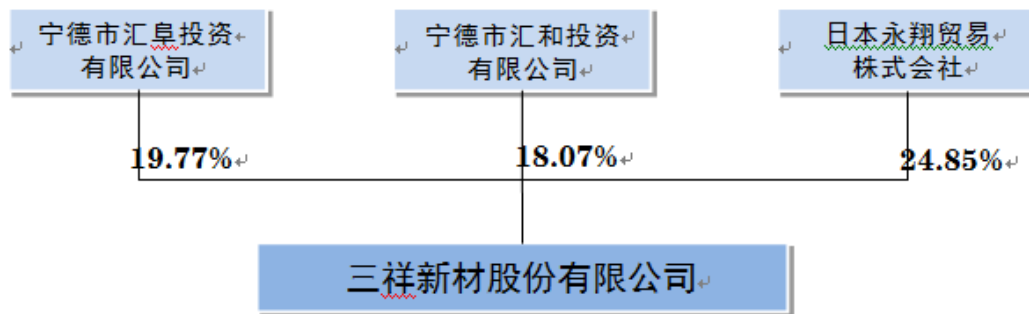 宁德市汇阜投资
有限公司
宁德市汇和投资
有限公司
日本永翔贸易
株式会社
19.77%
18.07%
24.85%
三祥新材股份有限公司